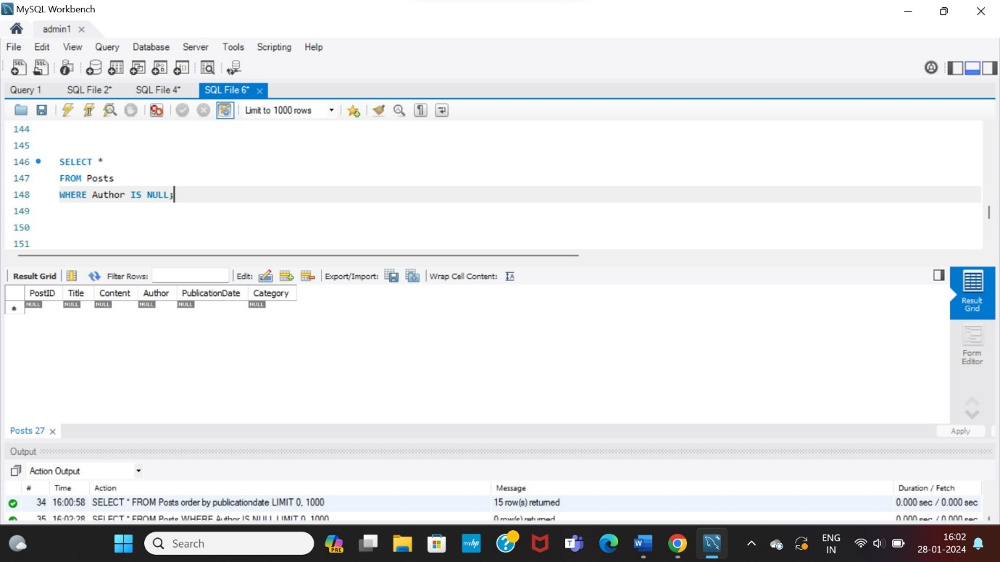 MySQL Workbench
admin1
File Edit View Query Database Server Tools Scripting Help
Query 1 SQL File 2* SQL File 4* SQL File 6*
Limit to 1000 rows
144
145
146 SELECT *
147 FROM Posts
148 WHERE Author IS NULL;
149
150
151
Result Grid Filter Rows: Edit: Export/Import: Wrap Cell Content:
PostID Title Content Author PublicationDate Category
NULL NULL NULL NULL NULL NULL
Result
Grid
Form
Editor
Posts 27 Apply
Output
Action Output
# Time Action Message Duration / Fetch
34 16:00:58 SELECT * FROM Posts order by publicationdate LIMIT 0, 1000 15 row(s) returned 0.000 sec / 0.000 sec
35 16:02:28 SELECT * FROM Posts WHERE Author IS NULL LIMIT 0, 1000 0 row(s) returned 0.000 sec / 0.000 sec
Search
PRE
myhp
ENG
IN
16:02
28-01-2024